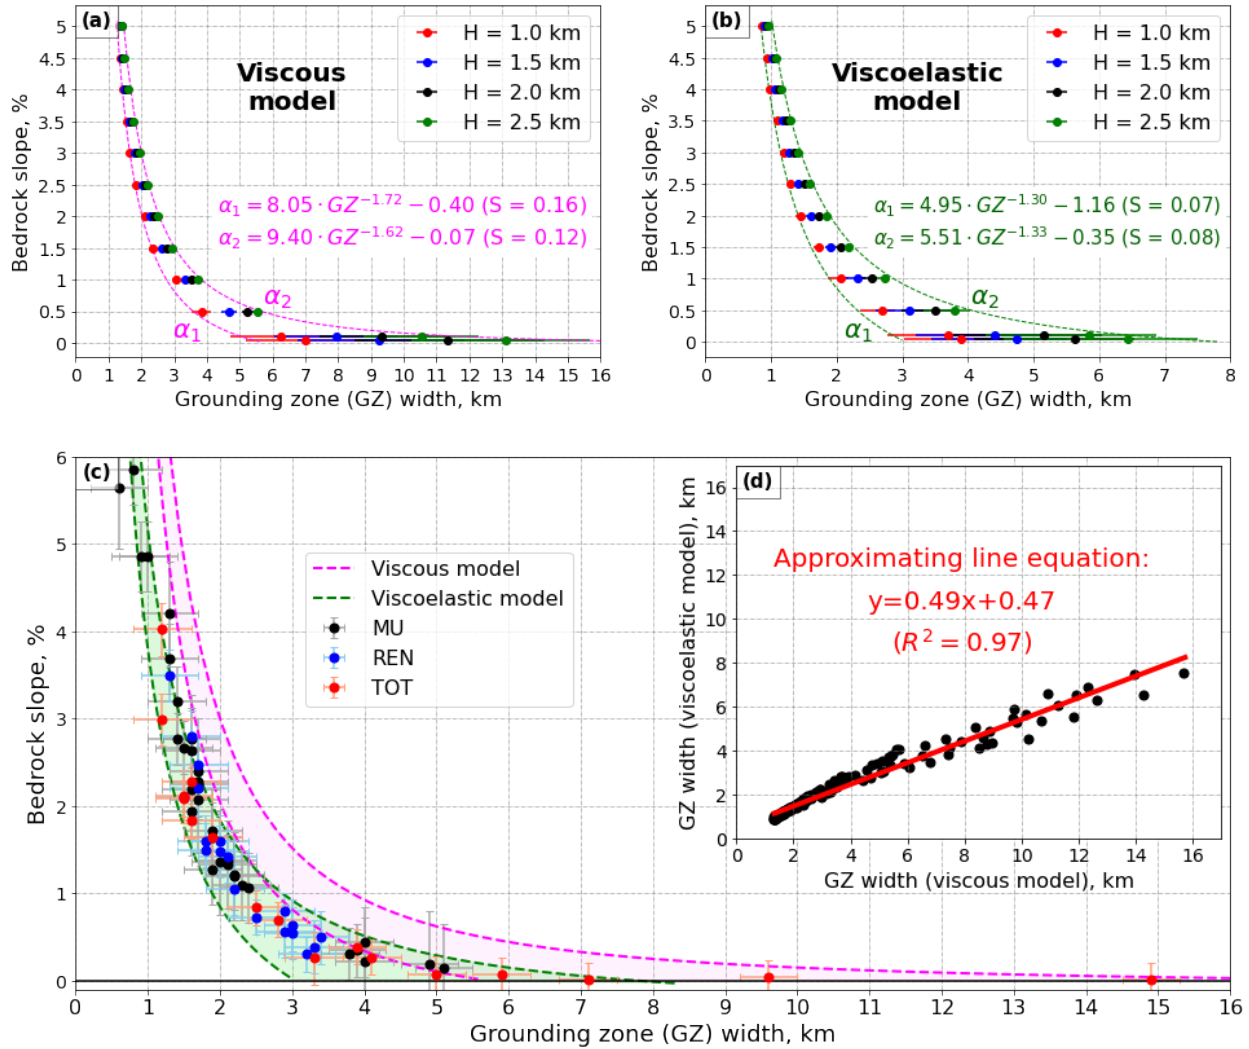 (a)
Viscous
model
H = 1.0 km
H = 1.5 km
H = 2.0 km
H = 2.5 km
α₁ = 8.05 · GZ⁻¹·⁷² − 0.40 (S = 0.16)
α₂ = 9.40 · GZ⁻¹·⁶² − 0.07 (S = 0.12)
α₂
α₁
Bedrock slope, %
5
4.5
4
3.5
3
2.5
2
1.5
1
0.5
0
0 1 2 3 4 5 6 7 8 9 10 11 12 13 14 15 16
Grounding zone (GZ) width, km
(b)
Viscoelastic
model
H = 1.0 km
H = 1.5 km
H = 2.0 km
H = 2.5 km
α₁ = 4.95 · GZ⁻¹·³⁰ − 1.16 (S = 0.07)
α₂ = 5.51 · GZ⁻¹·³³ − 0.35 (S = 0.08)
α₂
α₁
Bedrock slope, %
5
4.5
4
3.5
3
2.5
2
1.5
1
0.5
0
0 1 2 3 4 5 6 7 8
Grounding zone (GZ) width, km
(c)
Viscous model
Viscoelastic model
MU
REN
TOT
Bedrock slope, %
6
5
4
3
2
1
0
0 1 2 3 4 5 6 7 8 9 10 11 12 13 14 15 16
Grounding zone (GZ) width, km
(d)
Approximating line equation:
y=0.49x+0.47
(R² = 0.97)
GZ width (viscoelastic model), km
16
14
12
10
8
6
4
2
0
0 2 4 6 8 10 12 14 16
GZ width (viscous model), km